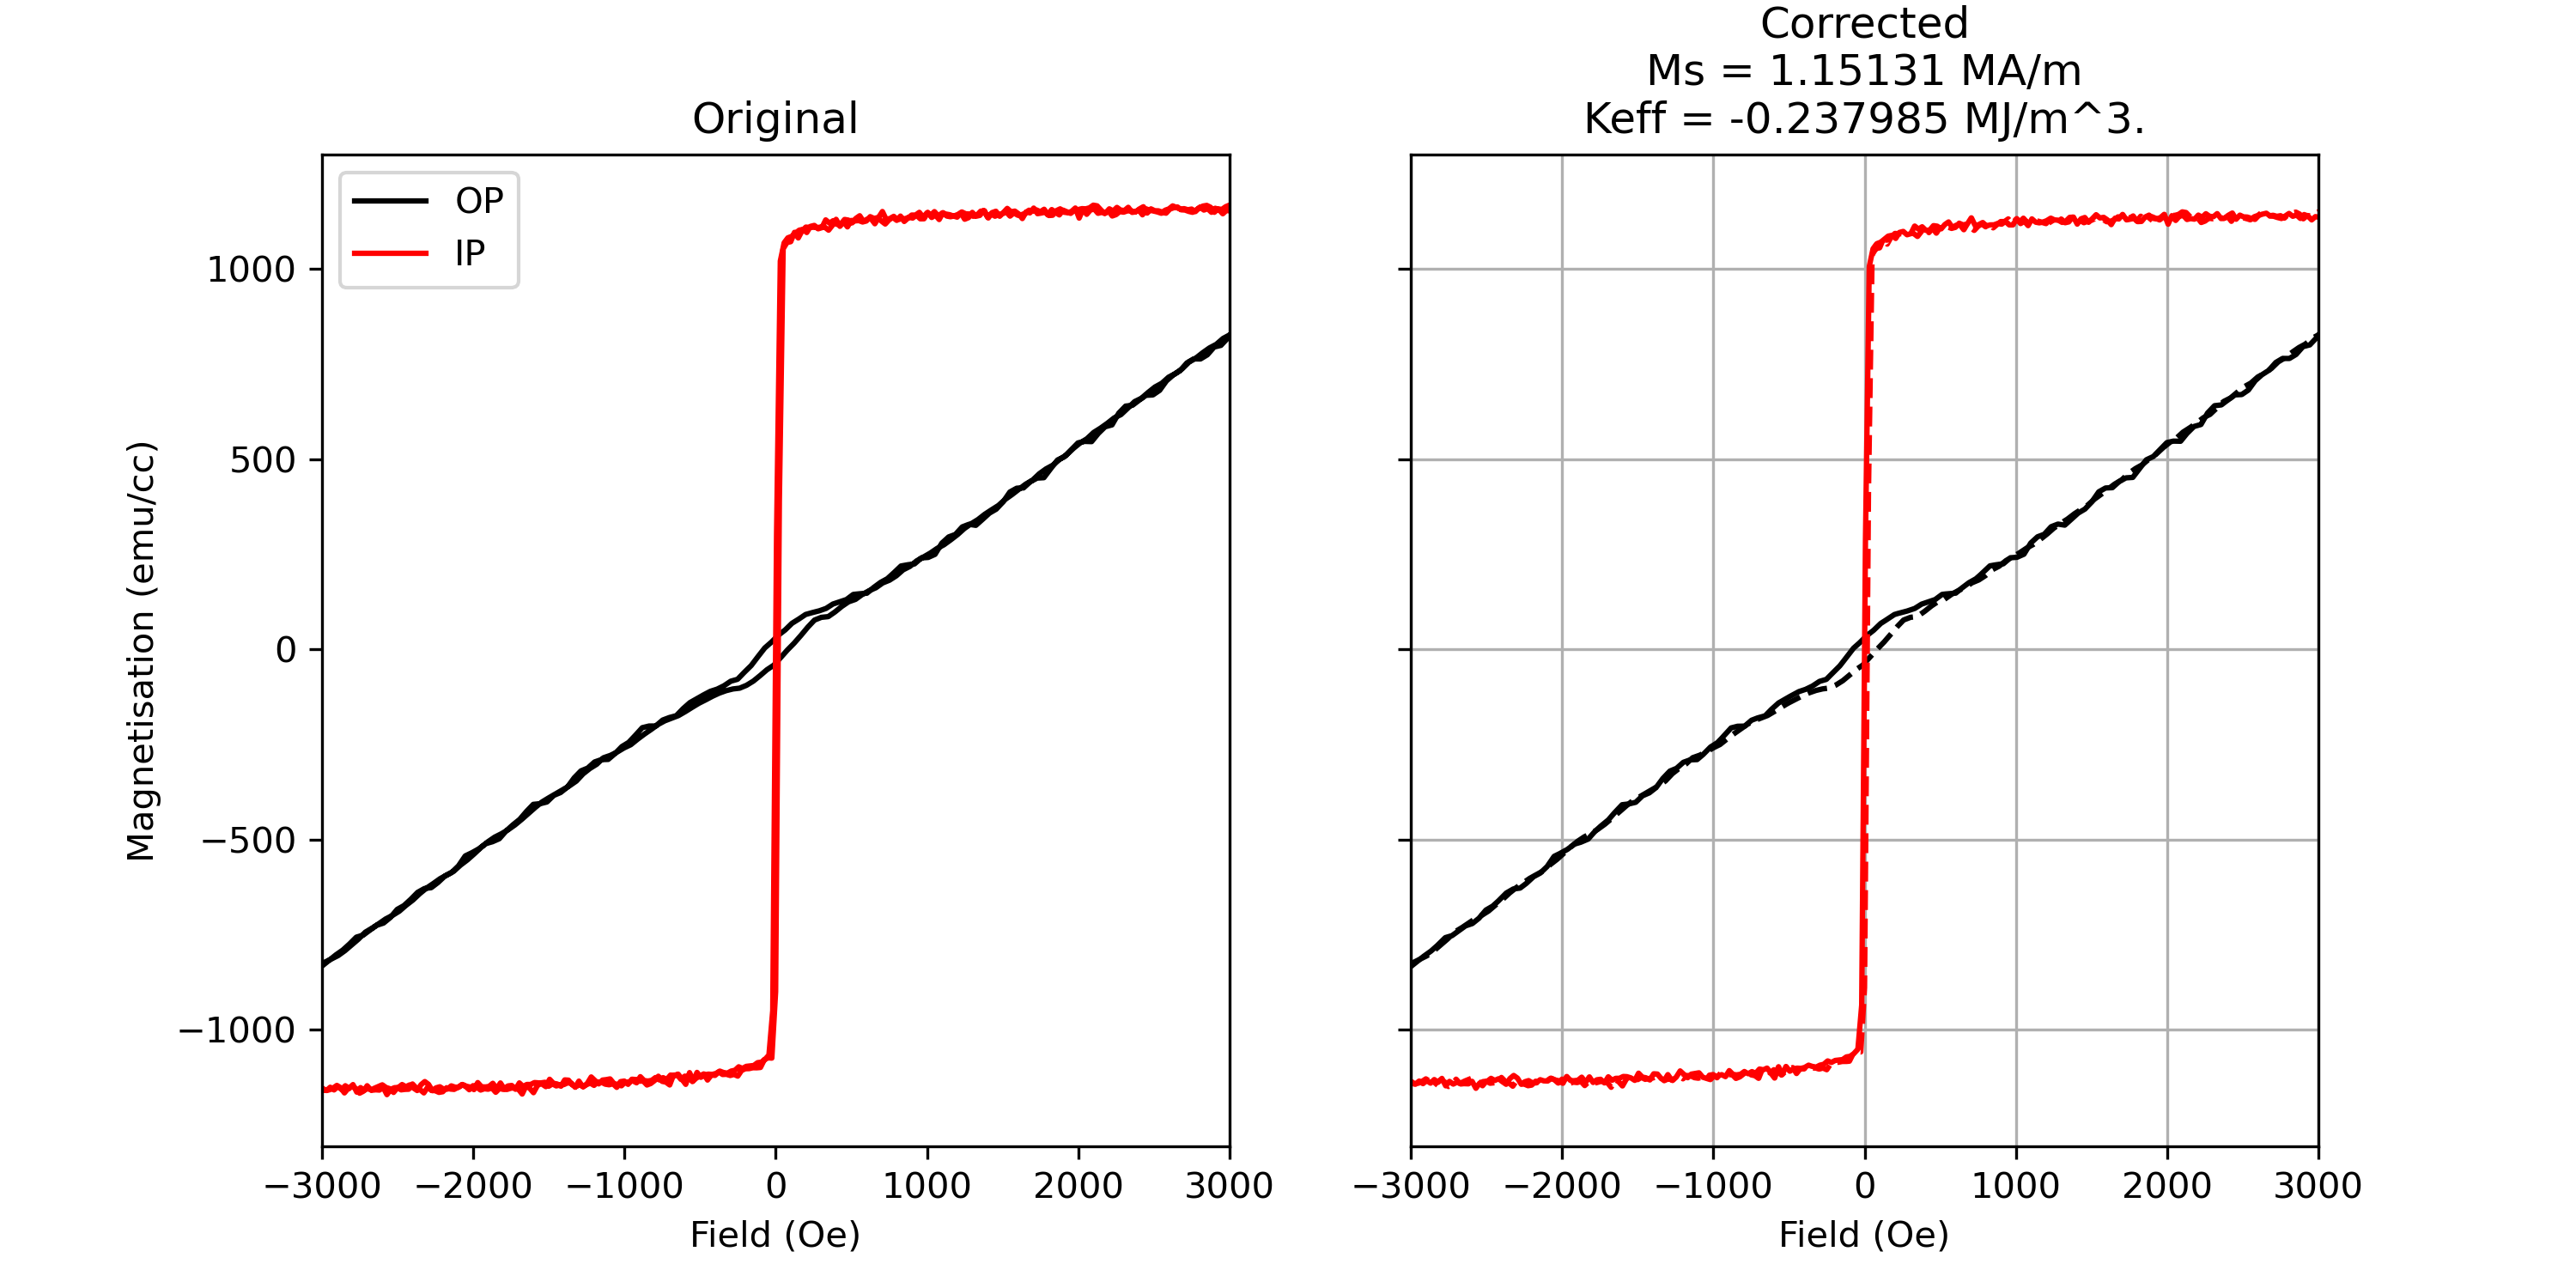 Original
OP
IP
1000
500
0
−500
−1000
Magnetisation (emu/cc)
−3000 −2000 −1000 0 1000 2000 3000
Field (Oe)
Corrected
Ms = 1.15131 MA/m
Keff = -0.237985 MJ/m^3.
−3000 −2000 −1000 0 1000 2000 3000
Field (Oe)